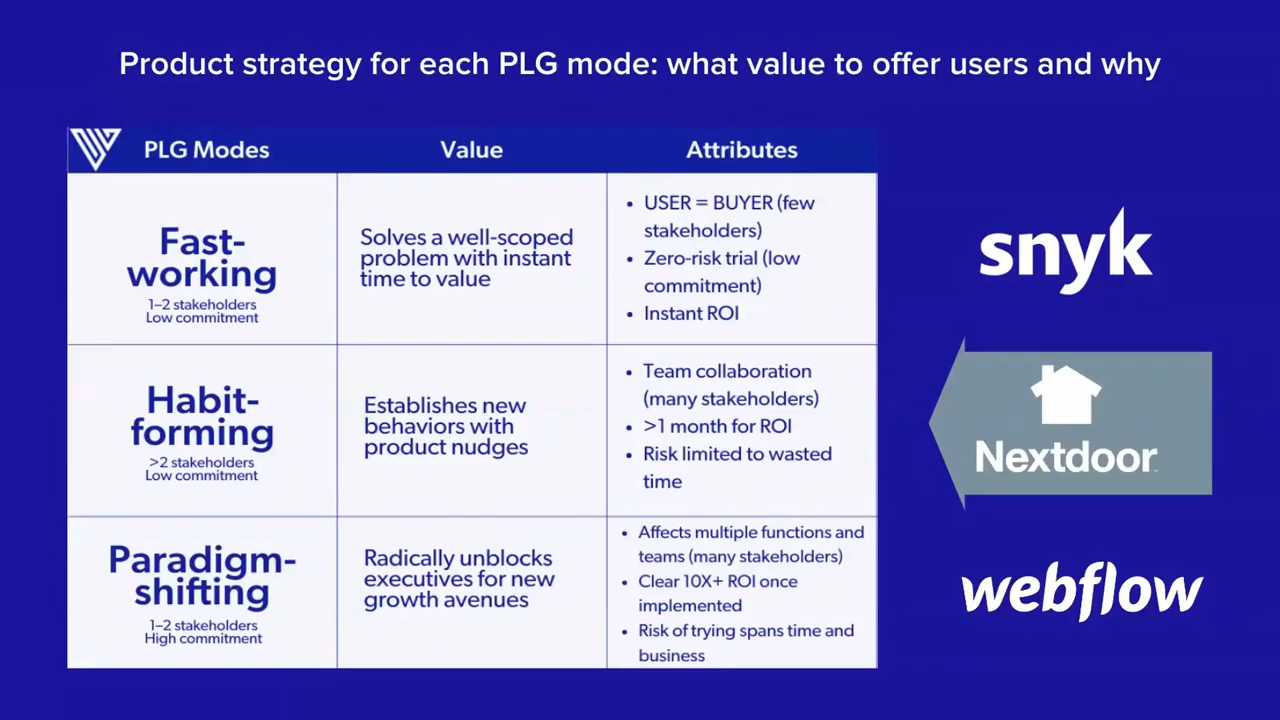 Product strategy for each PLG mode: what value to offer users and why
PLG Modes
Value
Attributes
Fast-
working
1–2 stakeholders
Low commitment
Solves a well-scoped
problem with instant
time to value
• USER = BUYER (few
stakeholders)
• Zero-risk trial (low
commitment)
• Instant ROI
snyk
Habit-
forming
>2 stakeholders
Low commitment
Establishes new
behaviors with
product nudges
• Team collaboration
(many stakeholders)
• >1 month for ROI
• Risk limited to wasted
time
Nextdoor
Paradigm-
shifting
1–2 stakeholders
High commitment
Radically unblocks
executives for new
growth avenues
• Affects multiple functions and
teams (many stakeholders)
• Clear 10X+ ROI once
implemented
• Risk of trying spans time and
business
webflow